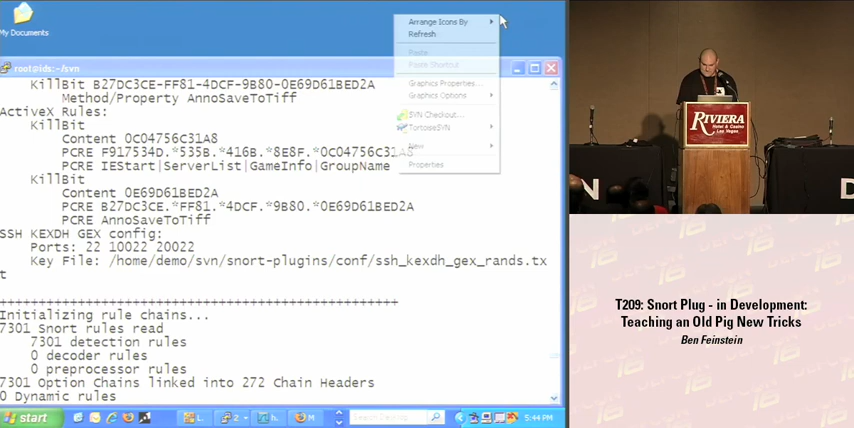 My Documents
Arrange Icons By
Refresh
Paste
Paste Shortcut
Graphics Properties...
Graphics Options
SVN Checkout...
TortoiseSVN
New
Properties
root@ids:~/svn
KillBit B27DC3CE-FF81-4DCF-9B80-0E69D61BED2A
Method/Property AnnoSaveToTiff
ActiveX Rules:
KillBit
Content 0C04756C31A8
PCRE F917534D.*535B.*416B.*8E8F.*0C04756C31A8
PCRE IEStart|ServerList|GameInfo|GroupName
KillBit
Content 0E69D61BED2A
PCRE B27DC3CE.*FF81.*4DCF.*9B80.*0E69D61BED2A
PCRE AnnoSaveToTiff
SSH KEXDH GEX config:
Ports: 22 10022 20022
Key File: /home/demo/svn/snort-plugins/conf/ssh_kexdh_gex_rands.tx
t
++++++++++++++++++++++++++++++++++++++++++++++++++++
Initializing rule chains...
7301 Snort rules read
7301 detection rules
0 decoder rules
0 preprocessor rules
7301 Option Chains linked into 272 Chain Headers
0 Dynamic rules
start
L..
2
h.
M
5:44 PM
RIVIERA
Hotel & Casino
Las Vegas
N
D
T209: Snort Plug - in Development:
Teaching an Old Pig New Tricks
Ben Feinstein